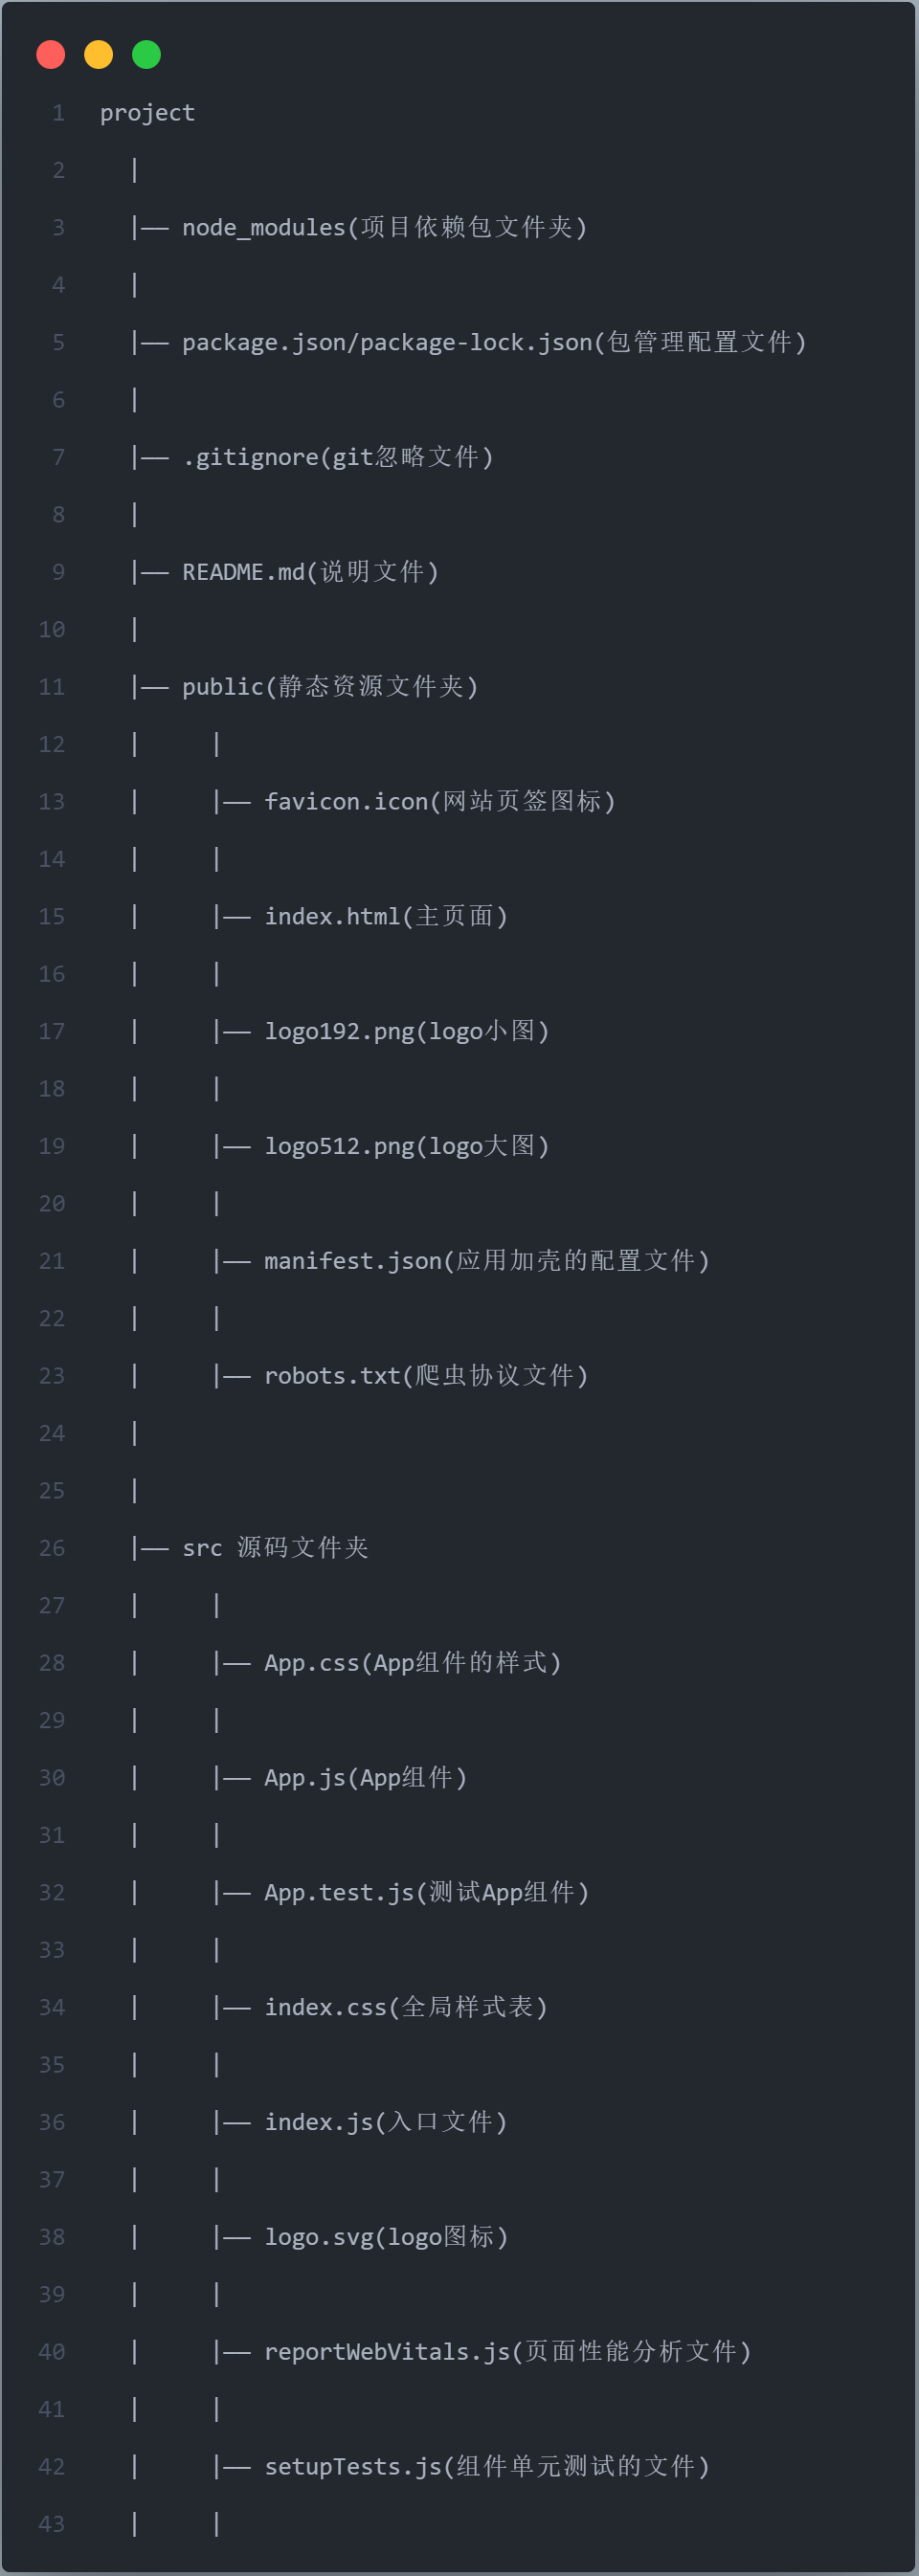 1 project
2 |
3 |—— node_modules(项目依赖包文件夹)
4 |
5 |—— package.json/package-lock.json(包管理配置文件)
6 |
7 |—— .gitignore(git忽略文件)
8 |
9 |—— README.md(说明文件)
10 |
11 |—— public(静态资源文件夹)
12 | |
13 | |—— favicon.icon(网站页签图标)
14 | |
15 | |—— index.html(主页面)
16 | |
17 | |—— logo192.png(logo小图)
18 | |
19 | |—— logo512.png(logo大图)
20 | |
21 | |—— manifest.json(应用加壳的配置文件)
22 | |
23 | |—— robots.txt(爬虫协议文件)
24 |
25 |
26 |—— src 源码文件夹
27 | |
28 | |—— App.css(App组件的样式)
29 | |
30 | |—— App.js(App组件)
31 | |
32 | |—— App.test.js(测试App组件)
33 | |
34 | |—— index.css(全局样式表)
35 | |
36 | |—— index.js(入口文件)
37 | |
38 | |—— logo.svg(logo图标)
39 | |
40 | |—— reportWebVitals.js(页面性能分析文件)
41 | |
42 | |—— setupTests.js(组件单元测试的文件)
43 | |